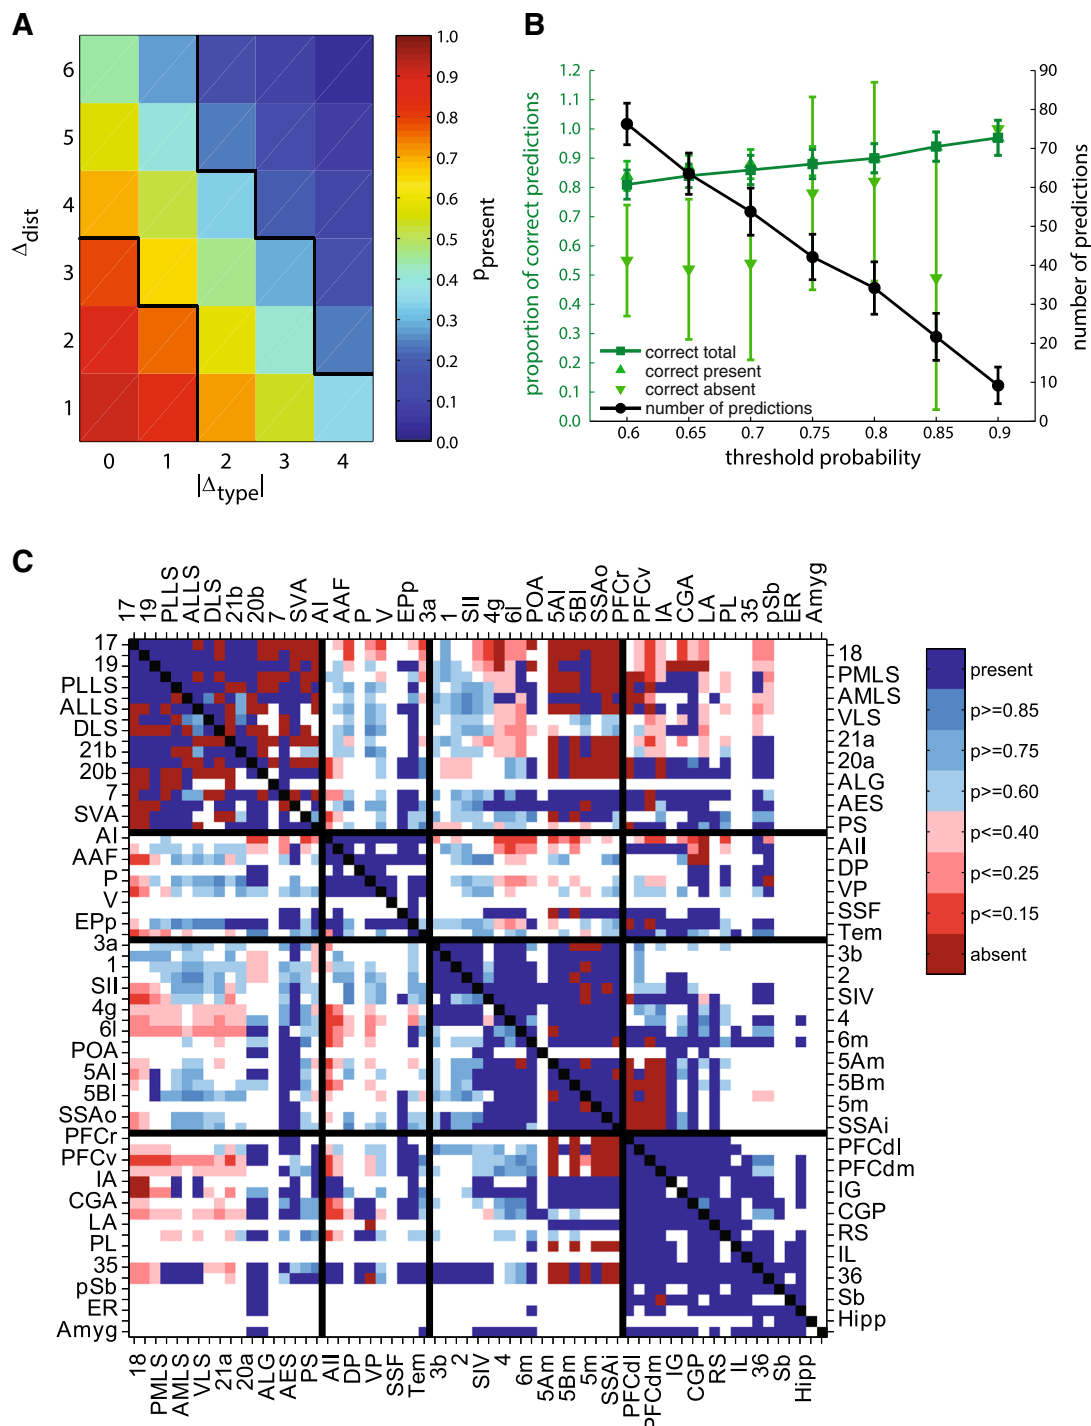 A
6
5
4
3
2
1
Δdist
0 1 2 3 4
|Δtype|
1.0
0.9
0.8
0.7
0.6
0.5
0.4
0.3
0.2
0.1
0.0
ppresent
B
1.2
1.1
1.0
0.9
0.8
0.7
0.6
0.5
0.4
0.3
0.2
0.1
0.0
proportion of correct predictions
correct total
correct present
correct absent
number of predictions
0.6 0.65 0.7 0.75 0.8 0.85 0.9
threshold probability
90
80
70
60
50
40
30
20
10
0
number of predictions
C
17 19 PLLS ALLS DLS 21b 20b 7 SVA AI AAF P V EPp 3a 1 SII 4g 6l POA 5Al 5Bl SSAo PFCr PFCv IA CGA LA PL 35 pSb ER Amyg
17
19
PLLS
ALLS
DLS
21b
20b
7
SVA
AI
AAF
P
V
EPp
3a
1
SII
4g
6l
POA
5Al
5Bl
SSAo
PFCr
PFCv
IA
CGA
LA
PL
35
pSb
ER
Amyg
18
PMLS
AMLS
VLS
21a
20a
ALG
AES
PS
AII
DP
VP
SSF
Tem
3b
2
SIV
4
6m
5Am
5Bm
5m
SSAi
PFCdl
PFCdm
IG
CGP
RS
IL
36
Sb
Hipp
18 PMLS AMLS VLS 21a 20a ALG AES PS AII DP VP SSF Tem 3b 2 SIV 4 6m 5Am 5Bm 5m SSAi PFCdl PFCdm IG CGP RS IL 36 Sb Hipp
present
p>=0.85
p>=0.75
p>=0.60
p<=0.40
p<=0.25
p<=0.15
absent